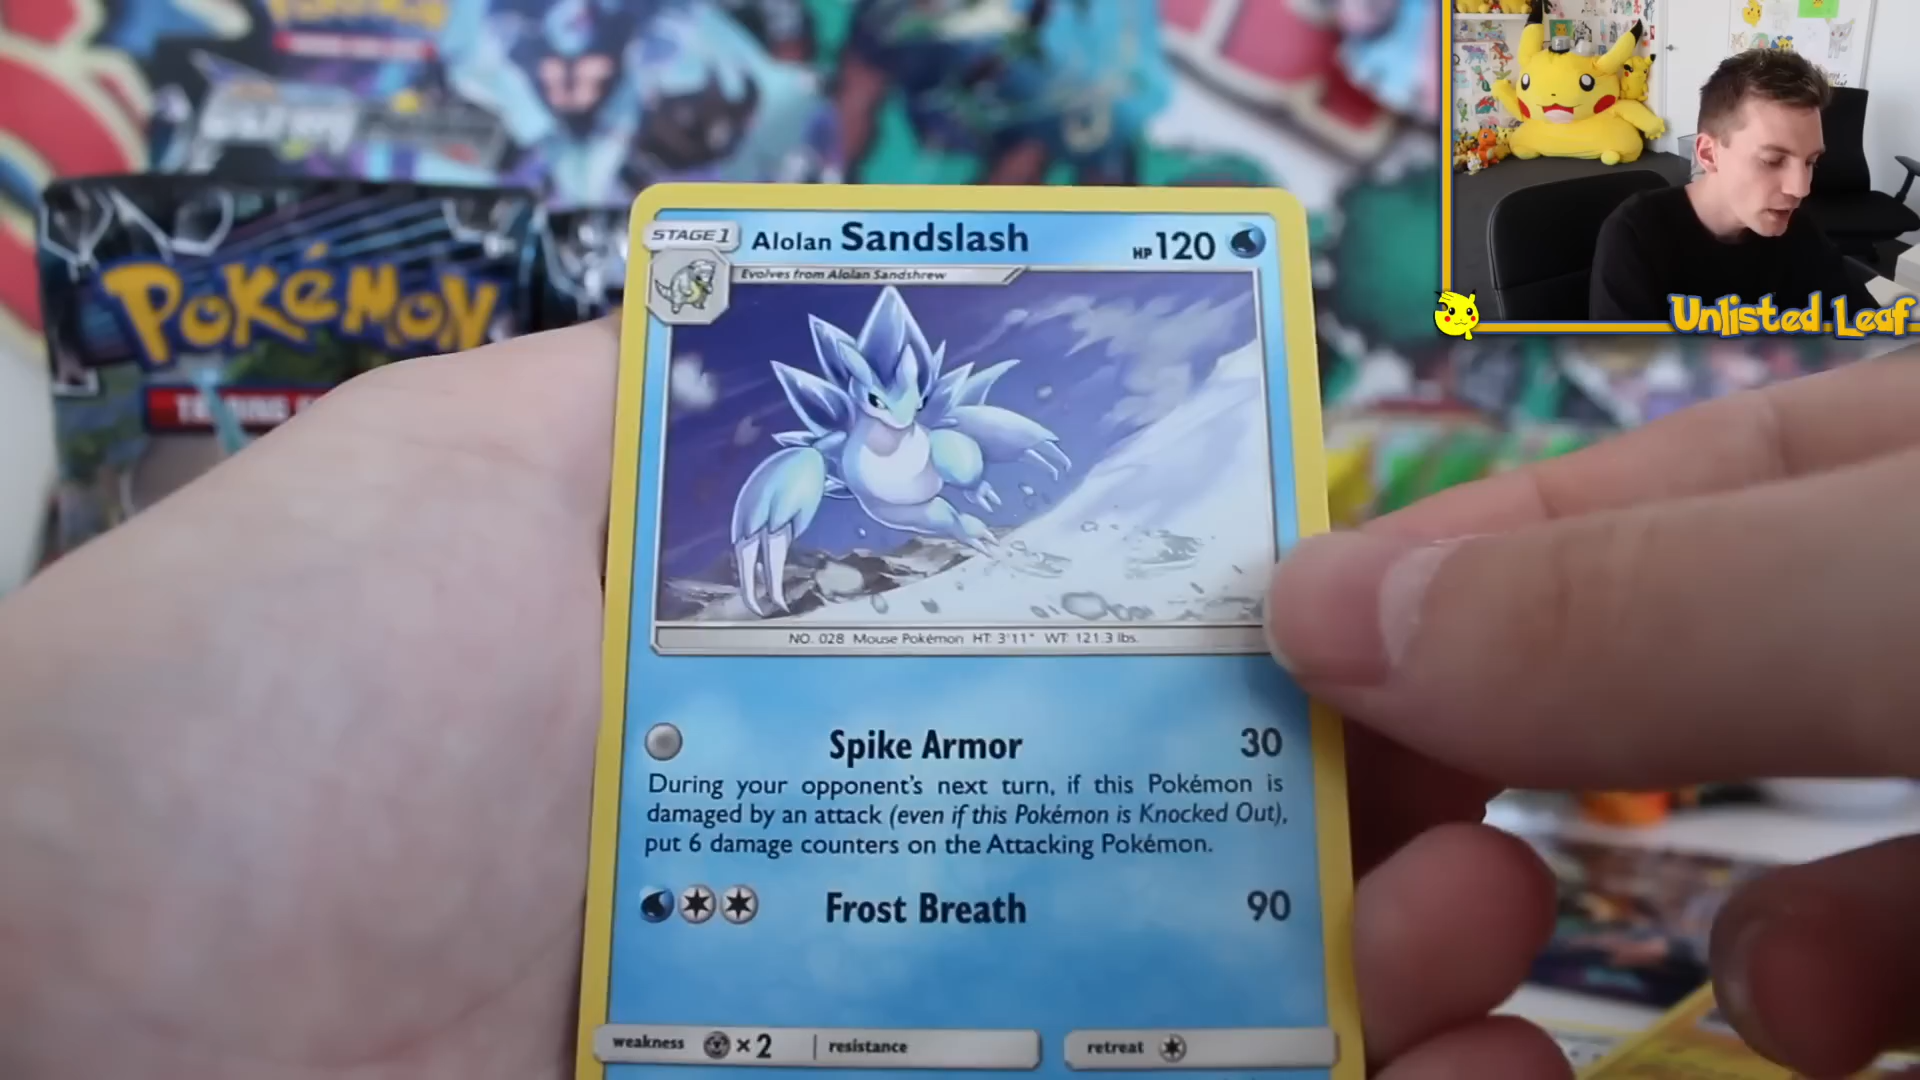 POKéMON
Unlisted Leaf
STAGE 1 Alolan Sandslash HP 120
Evolves from Alolan Sandshrew
NO. 028 Mouse Pokémon HT: 3'11" WT: 121.3 lbs.
Spike Armor 30
During your opponent's next turn, if this Pokémon is
damaged by an attack (even if this Pokémon is Knocked Out),
put 6 damage counters on the Attacking Pokémon.
Frost Breath 90
weakness ×2 resistance retreat